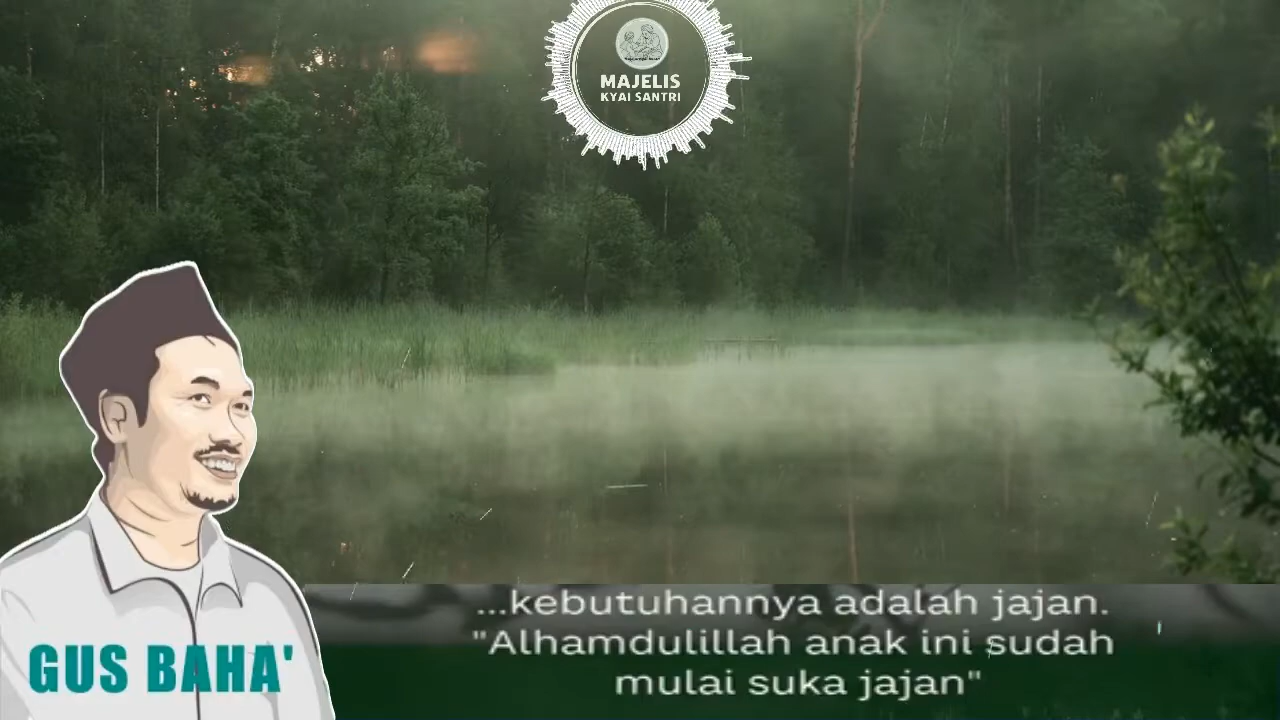 MAJELIS
KYAI SANTRI
GUS BAHA'
...kebutuhannya adalah jajan.
"Alhamdulillah anak ini sudah
mulai suka jajan"